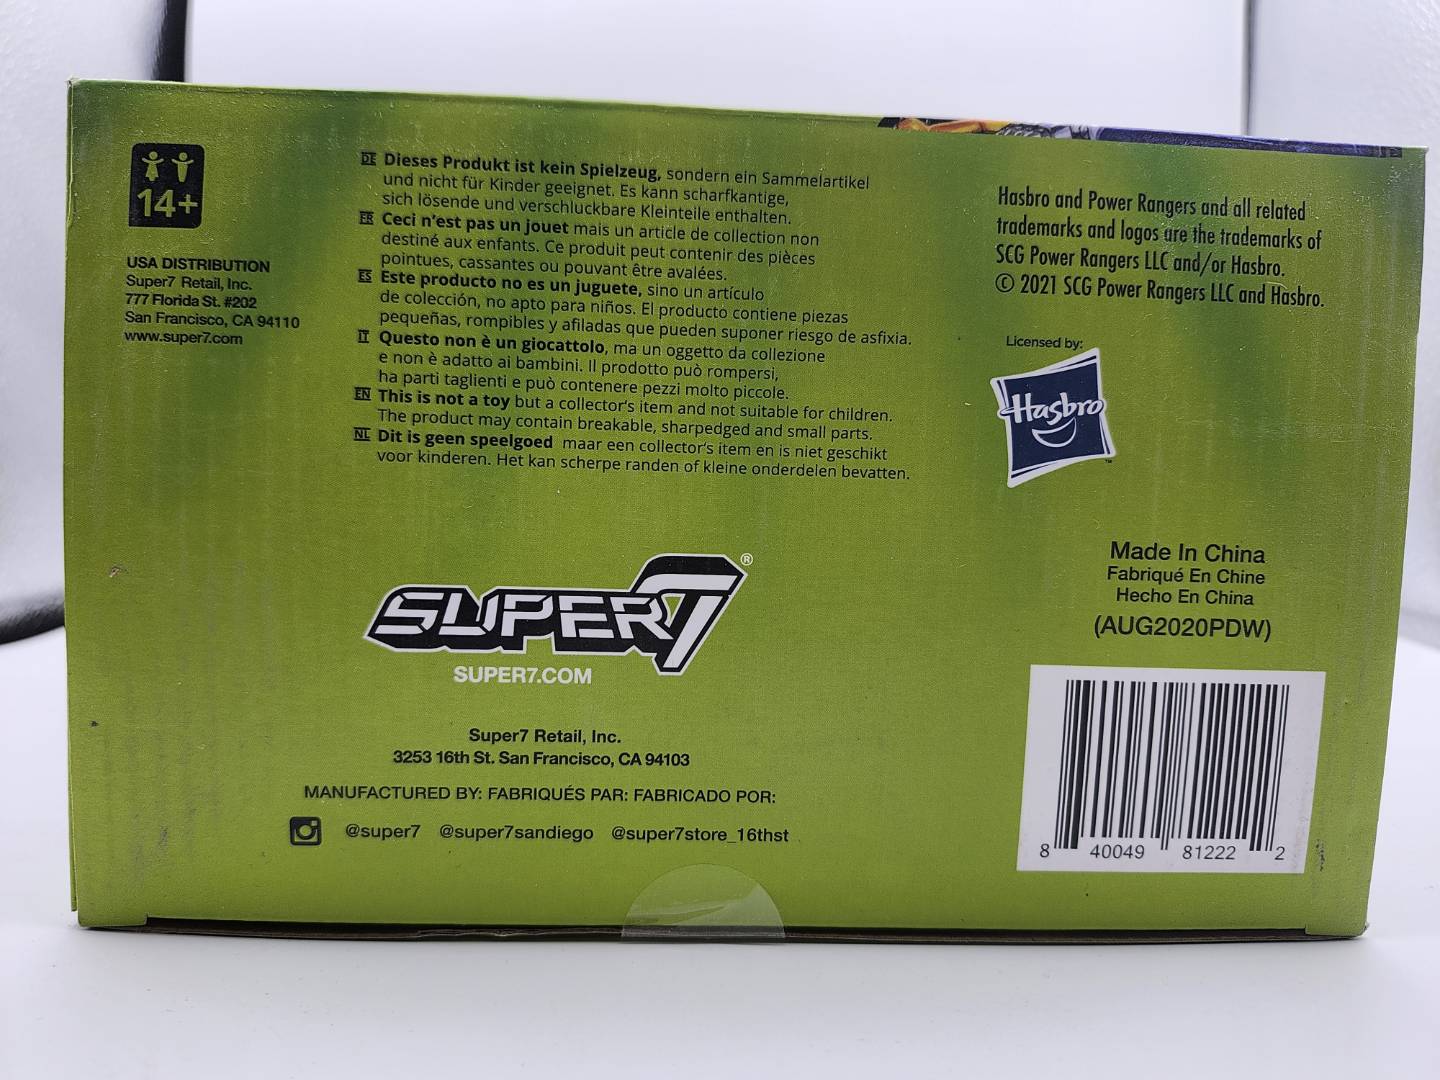 14+
USA DISTRIBUTION
Super7 Retail, Inc.
777 Florida St. #202
San Francisco, CA 94110
www.super7.com
DE Dieses Produkt ist kein Spielzeug, sondern ein Sammelartikel
und nicht für Kinder geeignet. Es kann scharfkantige,
sich lösende und verschluckbare Kleinteile enthalten.
FR Ceci n'est pas un jouet mais un article de collection non
destiné aux enfants. Ce produit peut contenir des pièces
pointues, cassantes ou pouvant être avalées.
ES Este producto no es un juguete, sino un artículo
de colección, no apto para niños. El producto contiene piezas
pequeñas, rompibles y afiladas que pueden suponer riesgo de asfixia.
IT Questo non è un giocattolo, ma un oggetto da collezione
e non è adatto ai bambini. Il prodotto può rompersi,
ha parti taglienti e può contenere pezzi molto piccole.
EN This is not a toy but a collector's item and not suitable for children.
The product may contain breakable, sharpedged and small parts.
NL Dit is geen speelgoed maar een collector's item en is niet geschikt
voor kinderen. Het kan scherpe randen of kleine onderdelen bevatten.
Hasbro and Power Rangers and all related
trademarks and logos are the trademarks of
SCG Power Rangers LLC and/or Hasbro.
© 2021 SCG Power Rangers LLC and Hasbro.
Licensed by:
Hasbro
™
SUPER7®
SUPER7.COM
Super7 Retail, Inc.
3253 16th St. San Francisco, CA 94103
MANUFACTURED BY: FABRIQUÉS PAR: FABRICADO POR:
@super7 @super7sandiego @super7store_16thst
Made In China
Fabriqué En Chine
Hecho En China
(AUG2020PDW)
8 40049 81222 2